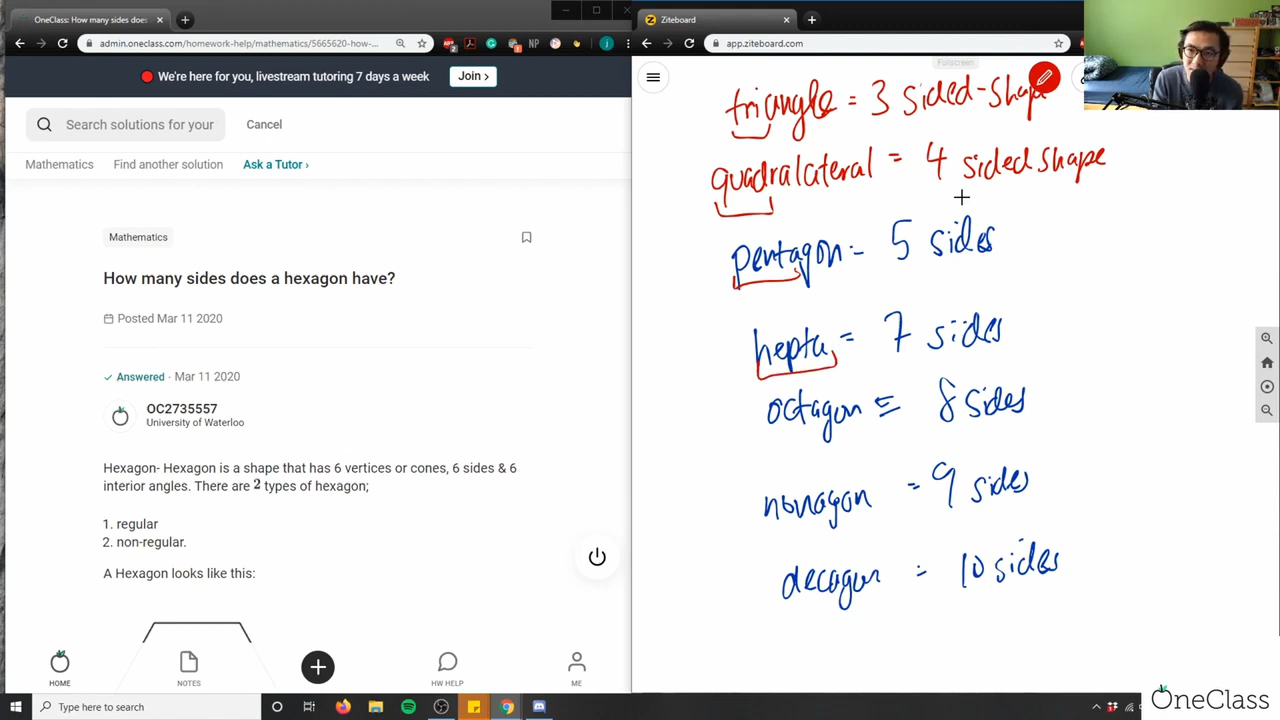 OneClass: How many sides does
Ziteboard
admin.oneclass.com/homework-help/mathematics/5665620-how-...
app.ziteboard.com
We're here for you, livestream tutoring 7 days a week
Join ›
Search solutions for your
Cancel
Mathematics
Find another solution
Ask a Tutor ›
Mathematics
How many sides does a hexagon have?
Posted Mar 11 2020
Answered · Mar 11 2020
OC2735557
University of Waterloo
Hexagon- Hexagon is a shape that has 6 vertices or cones, 6 sides & 6
interior angles. There are 2 types of hexagon;
1. regular
2. non-regular.
A Hexagon looks like this:
HOME
NOTES
HW HELP
ME
Type here to search
Fullscreen
triangle = 3 sided-shape
quadralateral = 4 sided shape
pentagon = 5 sides
hepta = 7 sides
octagon = 8 sides
nonagon = 9 sides
decagon = 10 sides
OneClass